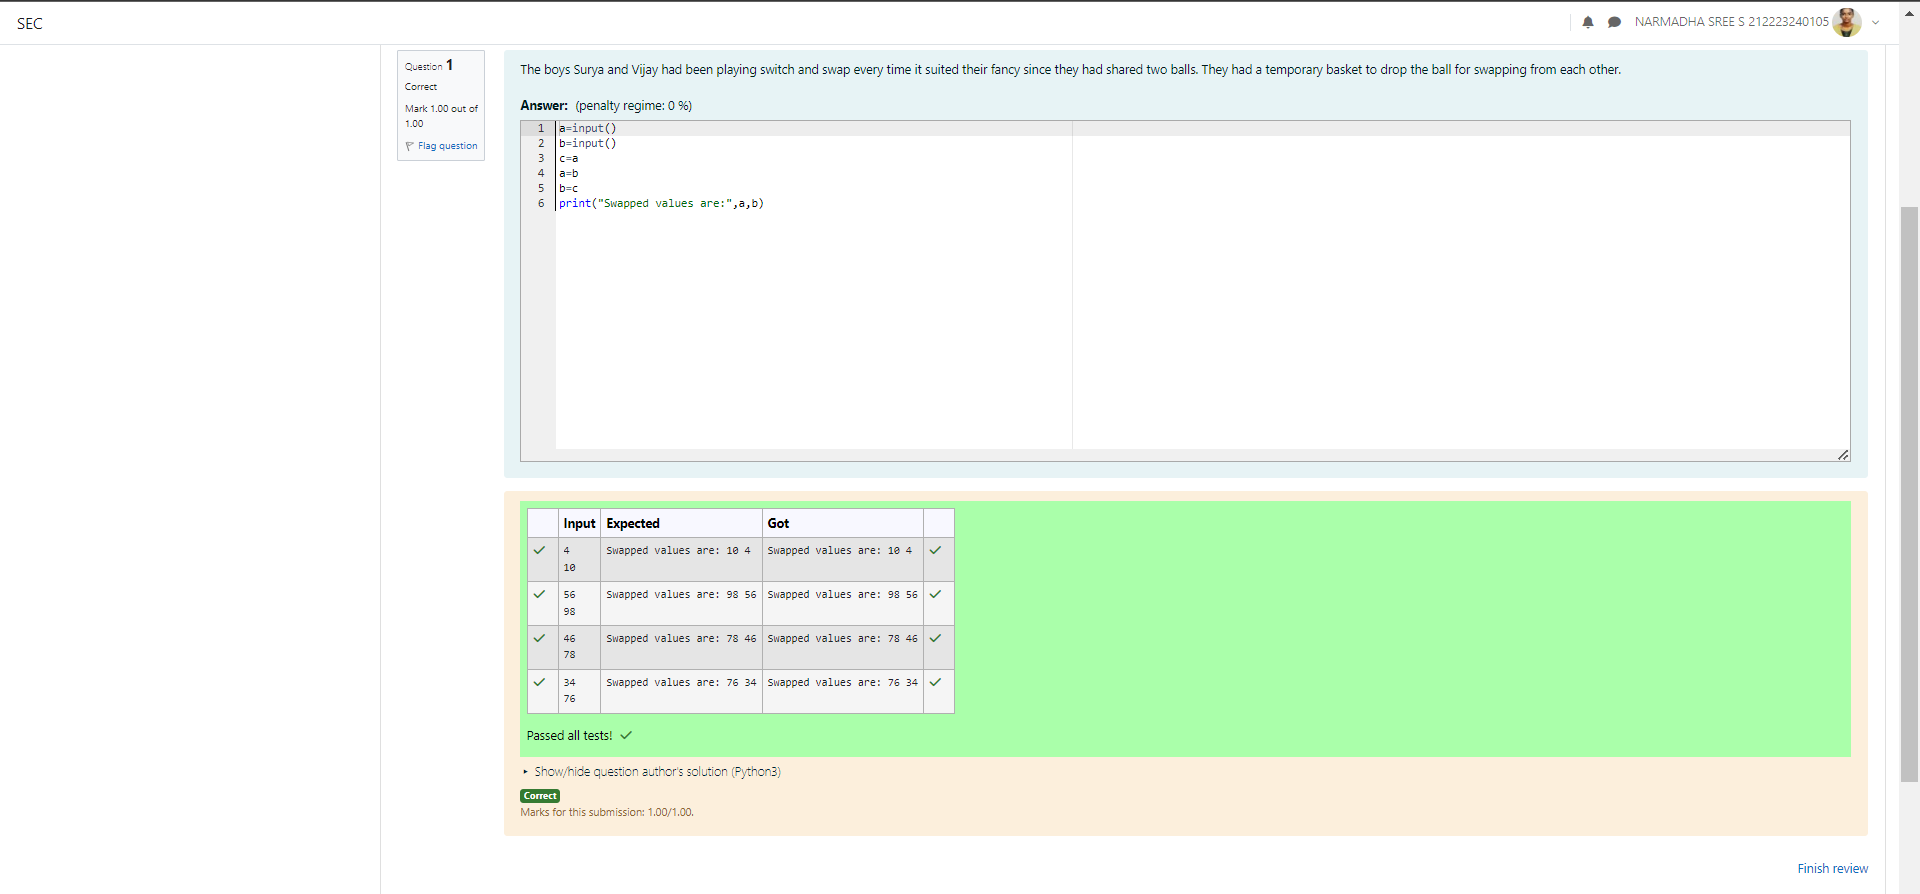 SEC
NARMADHA SREE S 212223240105
Question 1
Correct
Mark 1.00 out of
1.00
Flag question
The boys Surya and Vijay had been playing switch and swap every time it suited their fancy since they had shared two balls. They had a temporary basket to drop the ball for swapping from each other.
Answer: (penalty regime: 0 %)
1 a=input()
2 b=input()
3 c=a
4 a=b
5 b=c
6 print("Swapped values are:",a,b)
Input Expected Got
4 Swapped values are: 10 4 Swapped values are: 10 4
10
56 Swapped values are: 98 56 Swapped values are: 98 56
98
46 Swapped values are: 78 46 Swapped values are: 78 46
78
34 Swapped values are: 76 34 Swapped values are: 76 34
76
Passed all tests!
Show/hide question author's solution (Python3)
Correct
Marks for this submission: 1.00/1.00.
Finish review